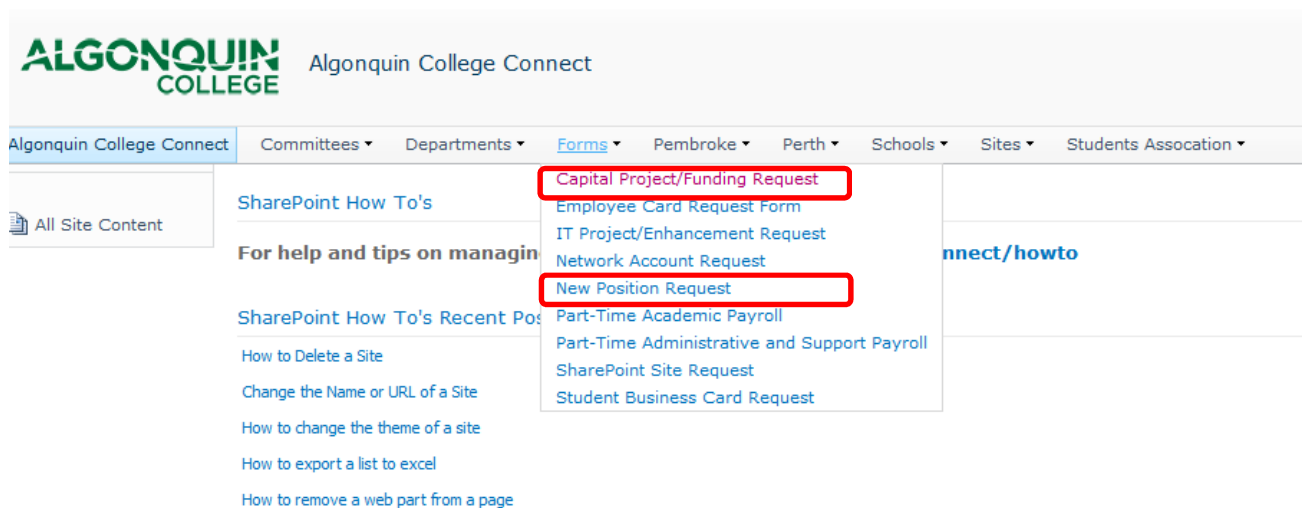 ALGONQUIN
COLLEGE
Algonquin College Connect
Algonquin College Connect Committees Departments Forms Pembroke Perth Schools Sites Students Assocation
All Site Content
SharePoint How To's
For help and tips on managin
nnect/howto
SharePoint How To's Recent Pos
How to Delete a Site
Change the Name or URL of a Site
How to change the theme of a site
How to export a list to excel
How to remove a web part from a page
Capital Project/Funding Request
Employee Card Request Form
IT Project/Enhancement Request
Network Account Request
New Position Request
Part-Time Academic Payroll
Part-Time Administrative and Support Payroll
SharePoint Site Request
Student Business Card Request